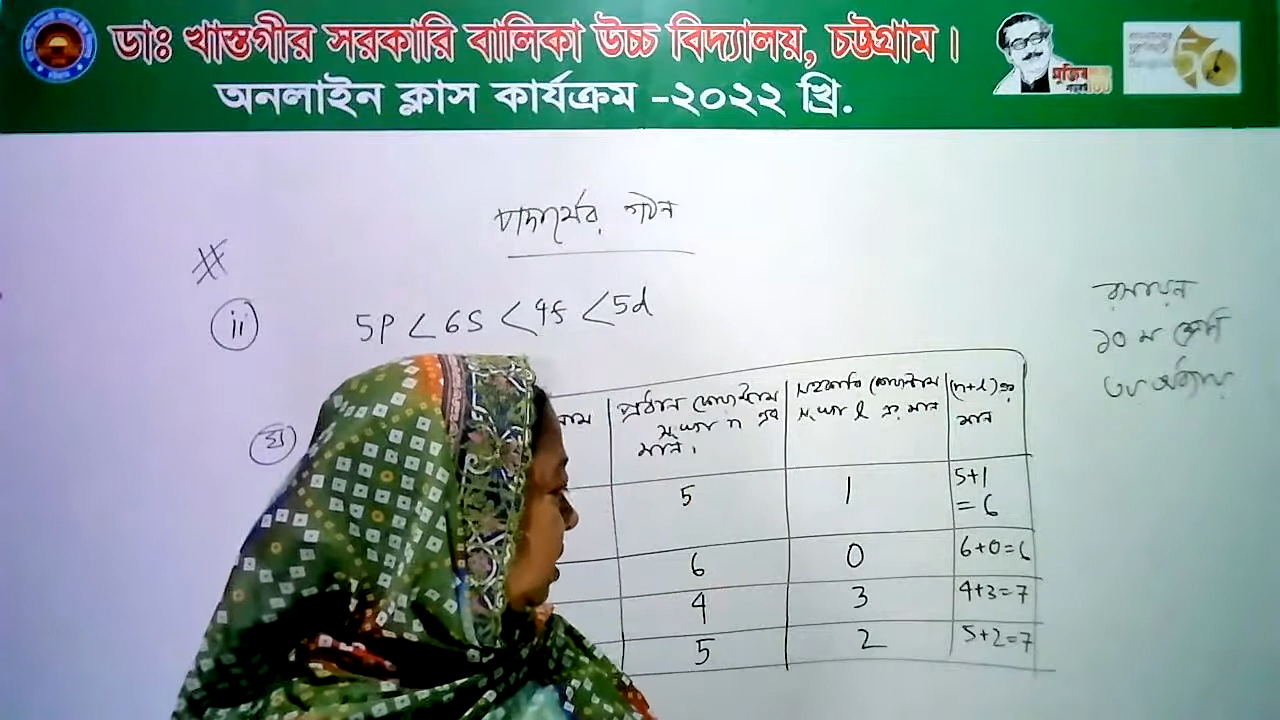 ডাঃ খাস্তগীর সরকারি বালিকা উচ্চ বিদ্যালয়, চট্টগ্রাম।
অনলাইন ক্লাস কার্যক্রম -২০২২ খ্রি.
পদার্থের গঠন
#
ii 5p < 6s < 4f < 5d
রসায়ন
১০ ম শ্রেণি
৩য় অধ্যায়
ঘ
নাম প্রধান কোয়ান্টাম সংখ্যা n এর মান। সহকারি কোয়ান্টাম সংখ্যা l এর মান (n+l) এর মান
5 1 5+1 = 6
6 0 6+0=6
4 3 4+3=7
5 2 5+2=7